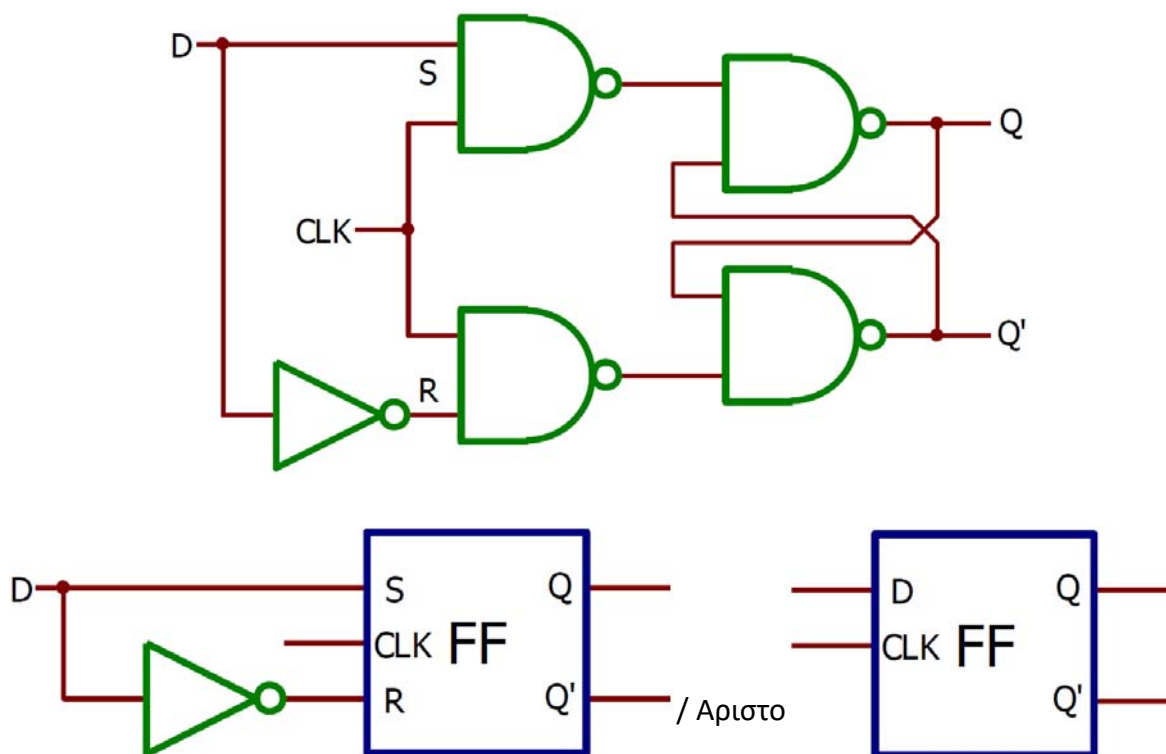 D
S
Q
CLK
R
Q'
D S Q D Q
CLK FF CLK FF
R Q' / Αριστο Q'